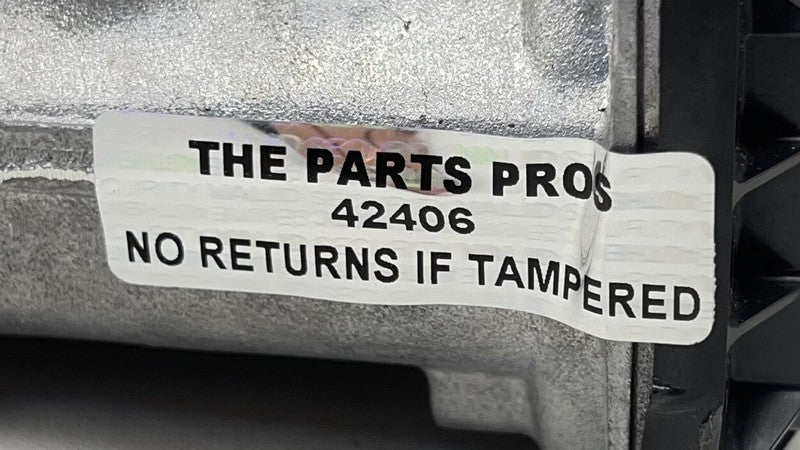 THE PARTS PROS
42406
NO RETURNS IF TAMPERED